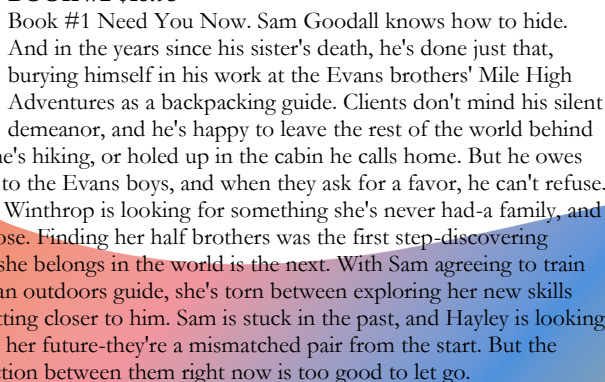 Book #1 Need You Now. Sam Goodall knows how to hide.
And in the years since his sister's death, he's done just that,
burying himself in his work at the Evans brothers' Mile High
Adventures as a backpacking guide. Clients don't mind his silent
demeanor, and he's happy to leave the rest of the world behind
he's hiking, or holed up in the cabin he calls home. But he owes
to the Evans boys, and when they ask for a favor, he can't refuse.
Winthrop is looking for something she's never had-a family, and
ose. Finding her half brothers was the first step-discovering
she belongs in the world is the next. With Sam agreeing to train
an outdoors guide, she's torn between exploring her new skills
tting closer to him. Sam is stuck in the past, and Hayley is looking
her future-they're a mismatched pair from the start. But the
ction between them right now is too good to let go.